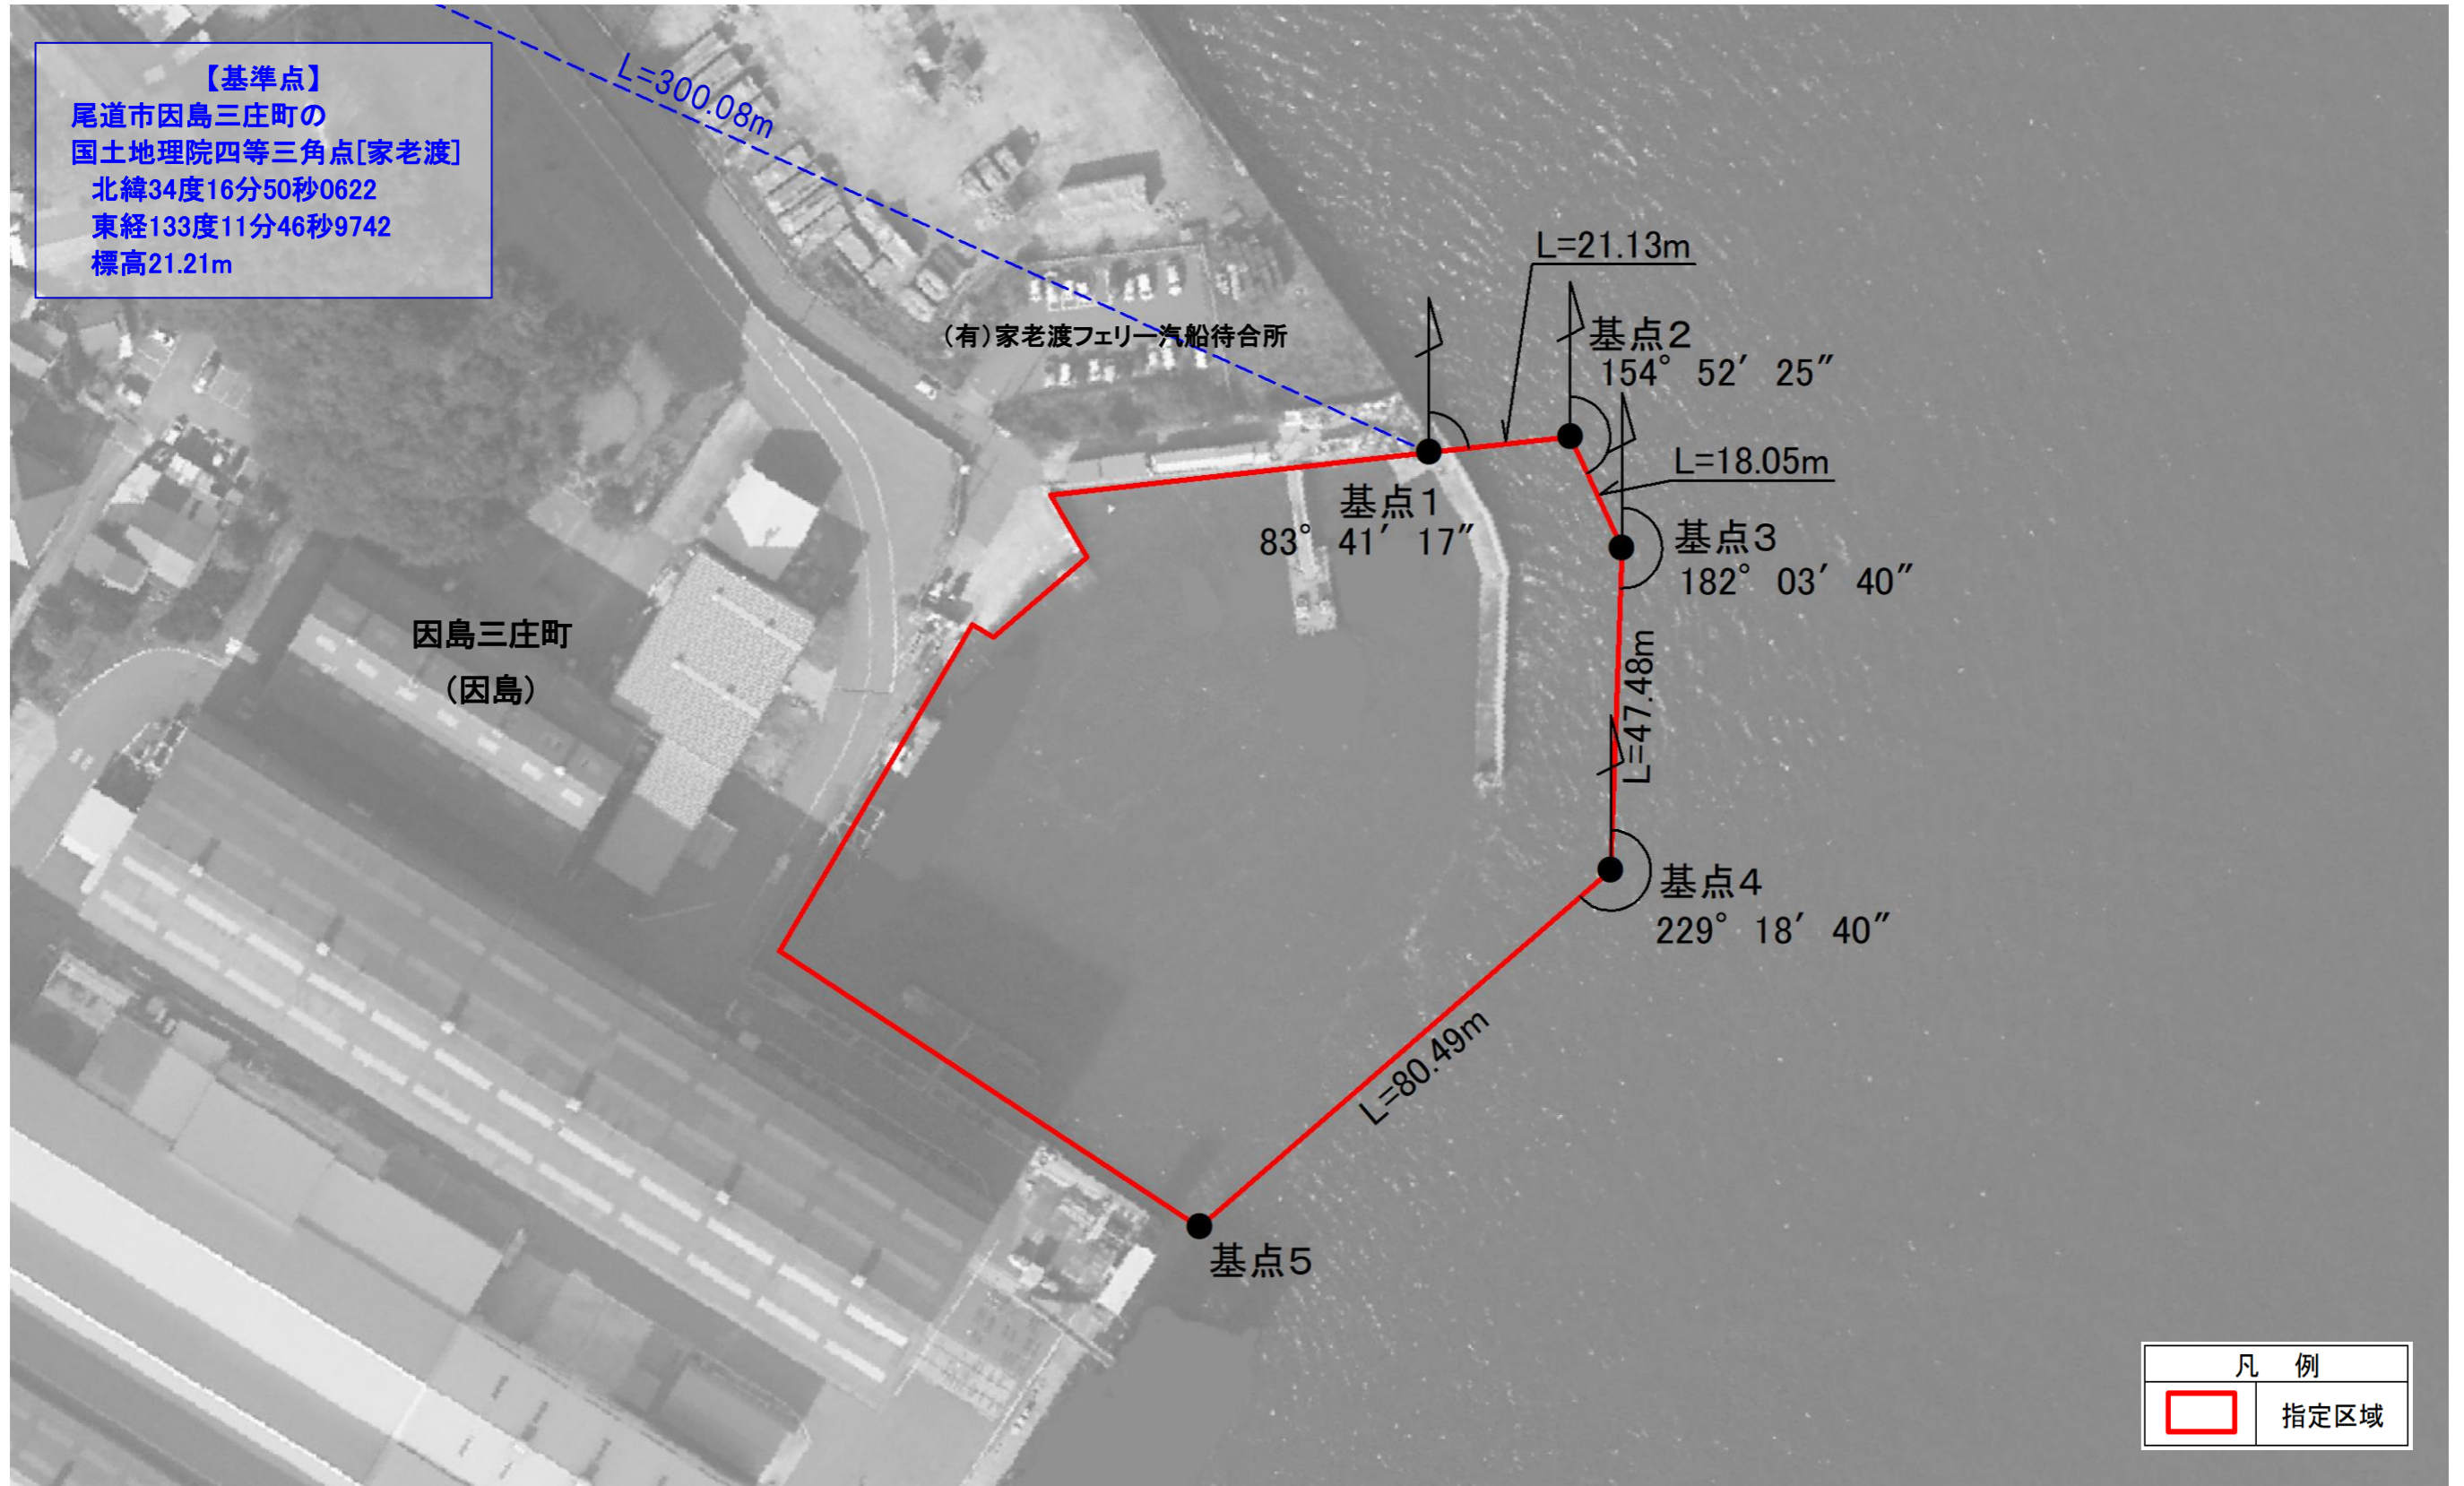 【基準点】
尾道市因島三庄町の
国土地理院四等三角点[家老渡]
北緯34度16分50秒0622
東経133度11分46秒9742
標高21.21m
L=300.08m
L=21.13m
(有)家老渡フェリー汽船待合所
基点2
154° 52′ 25″
L=18.05m
基点1
83° 41′ 17″
基点3
182° 03′ 40″
因島三庄町
(因島)
L=47.48m
基点4
229° 18′ 40″
L=80.49m
基点5
凡 例
指定区域